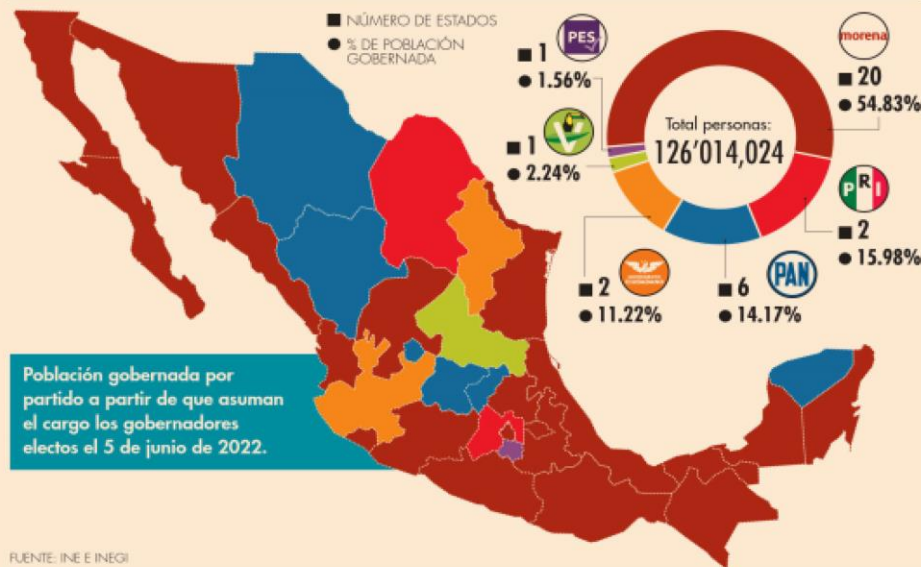 ■ NÚMERO DE ESTADOS
● % DE POBLACIÓN
GOBERNADA
PES
■ 1
● 1.56%
■ 1
● 2.24%
morena
■ 20
● 54.83%
Total personas:
126'014,024
PRI
■ 2
● 15.98%
■ 2
● 11.22%
PAN
■ 6
● 14.17%
Población gobernada por
partido a partir de que asuman
el cargo los gobernadores
electos el 5 de junio de 2022.
FUENTE: INE E INEGI